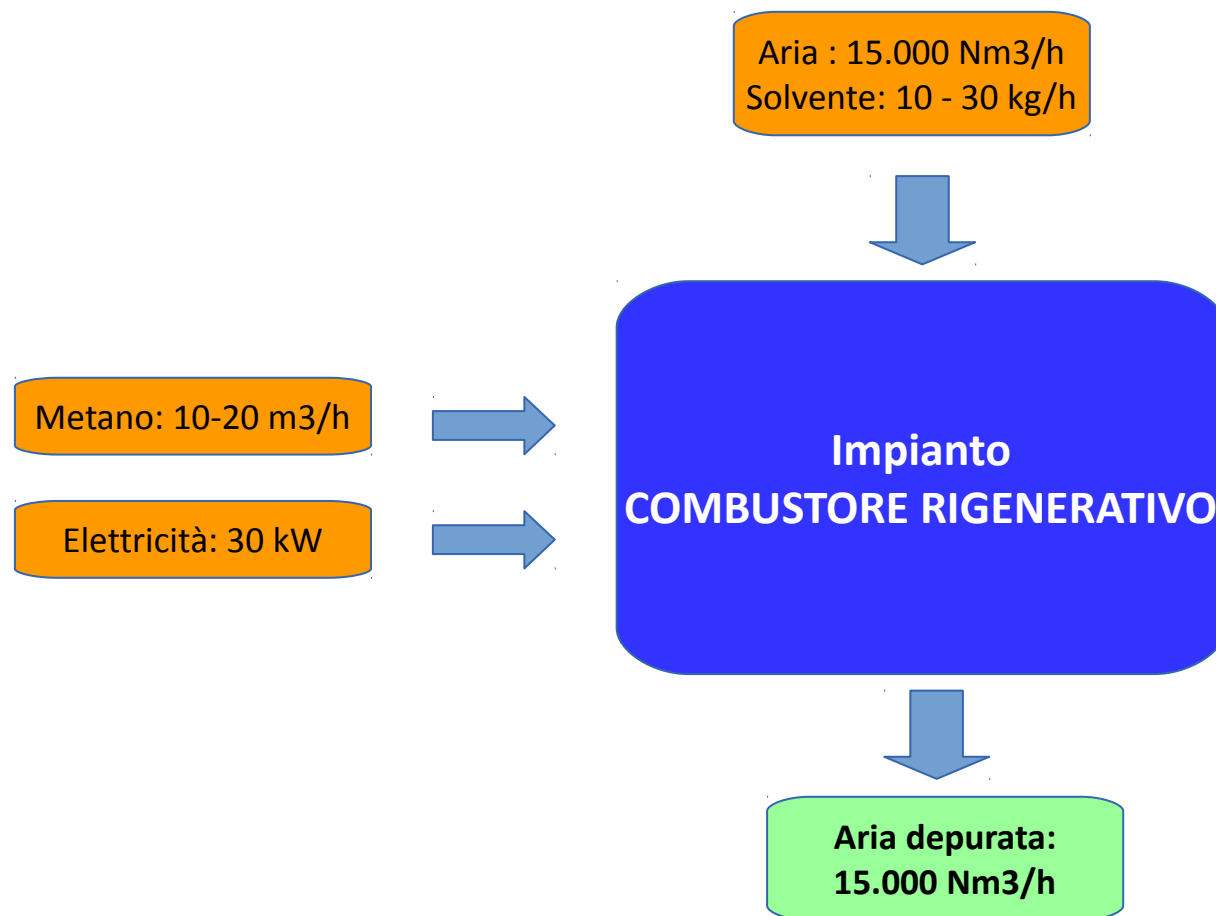 Aria : 15.000 Nm3/h
Solvente: 10 - 30 kg/h
Metano: 10-20 m3/h
Elettricità: 30 kW
Impianto
COMBUSTORE RIGENERATIVO
Aria depurata:
15.000 Nm3/h